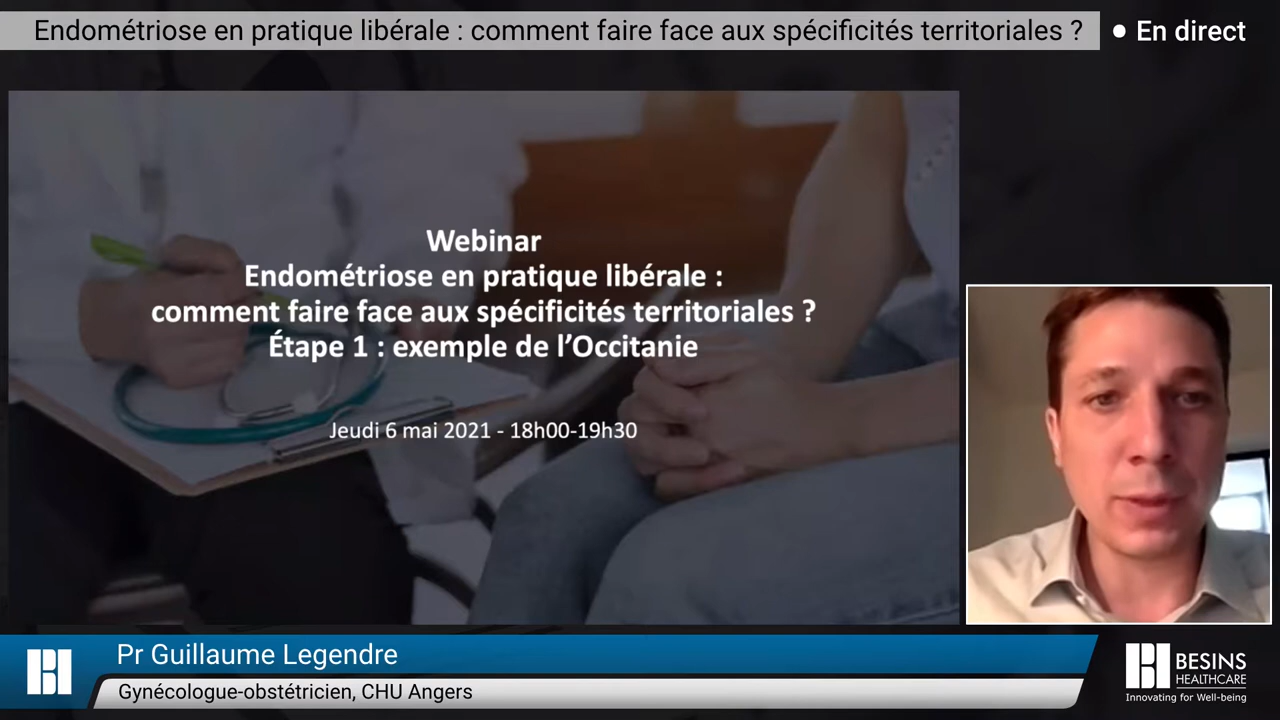 Endométriose en pratique libérale : comment faire face aux spécificités territoriales ?
En direct
Webinar
Endométriose en pratique libérale :
comment faire face aux spécificités territoriales ?
Étape 1 : exemple de l'Occitanie
Jeudi 6 mai 2021 - 18h00-19h30
Pr Guillaume Legendre
Gynécologue-obstétricien, CHU Angers
BESINS
HEALTHCARE
Innovating for Well-being